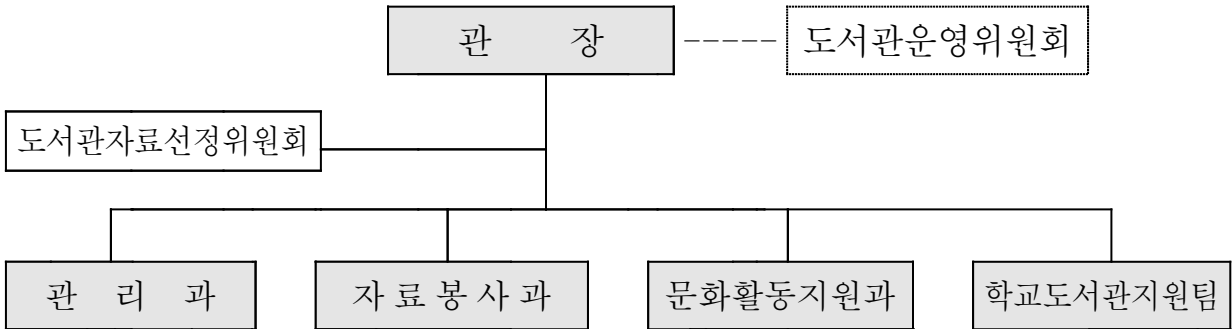 관 장
도서관운영위원회
도서관자료선정위원회
관 리 과
자 료 봉 사 과
문화활동지원과
학교도서관지원팀